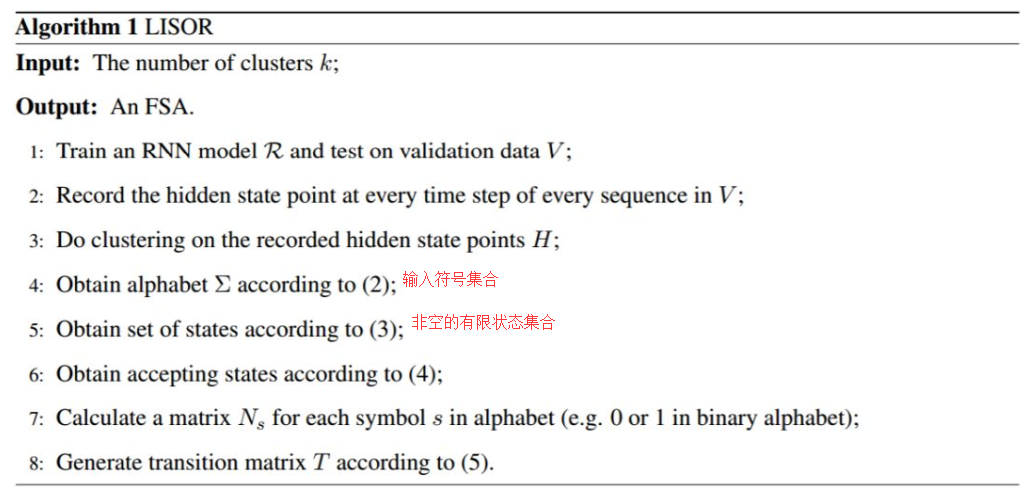 Algorithm 1 LISOR
Input: The number of clusters k;
Output: An FSA.
1: Train an RNN model R and test on validation data V;
2: Record the hidden state point at every time step of every sequence in V;
3: Do clustering on the recorded hidden state points H;
4: Obtain alphabet Σ according to (2); 输入符号集合
5: Obtain set of states according to (3); 非空的有限状态集合
6: Obtain accepting states according to (4);
7: Calculate a matrix Nₛ for each symbol s in alphabet (e.g. 0 or 1 in binary alphabet);
8: Generate transition matrix T according to (5).